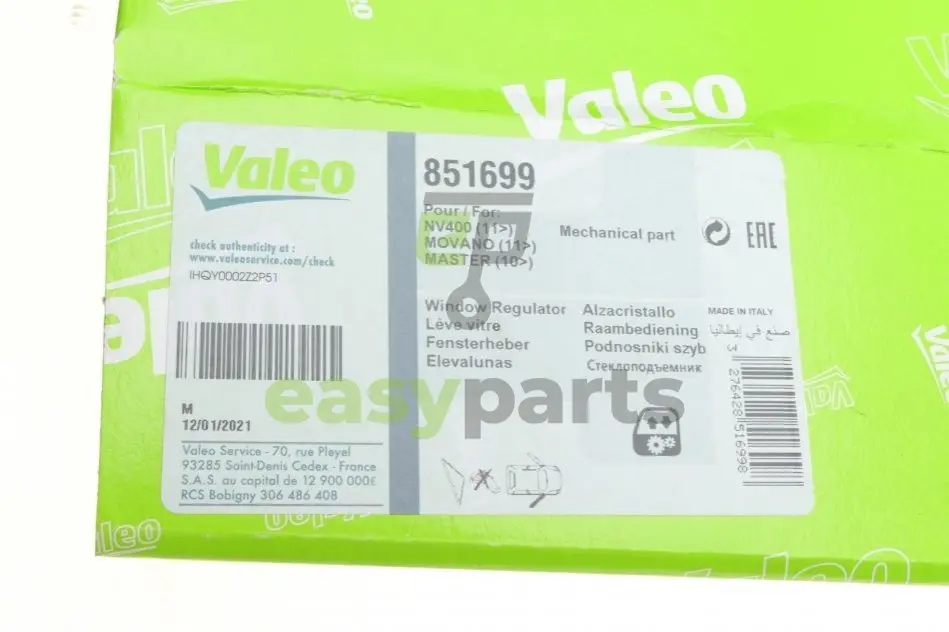 Valeo
Valeo
851699
Pour / For:
NV400 (11>)
MOVANO (11>)
MASTER (10>)
Mechanical part
EAC
check authenticity at :
www.valeoservice.com/check
IHQY0002Z2P51
Window Regulator
Lève vitre
Fensterheber
Elevalunas
Alzacristallo
Raambediening
Podnosniki szyb
Стеклоподъемник
MADE IN ITALY
صنع في إيطاليا
3 276428 516998
easyparts
M
12/01/2021
Valeo Service - 70, rue Pleyel
93285 Saint-Denis Cedex - France
S.A.S. au capital de 12 900 000€
RCS Bobigny 306 486 408